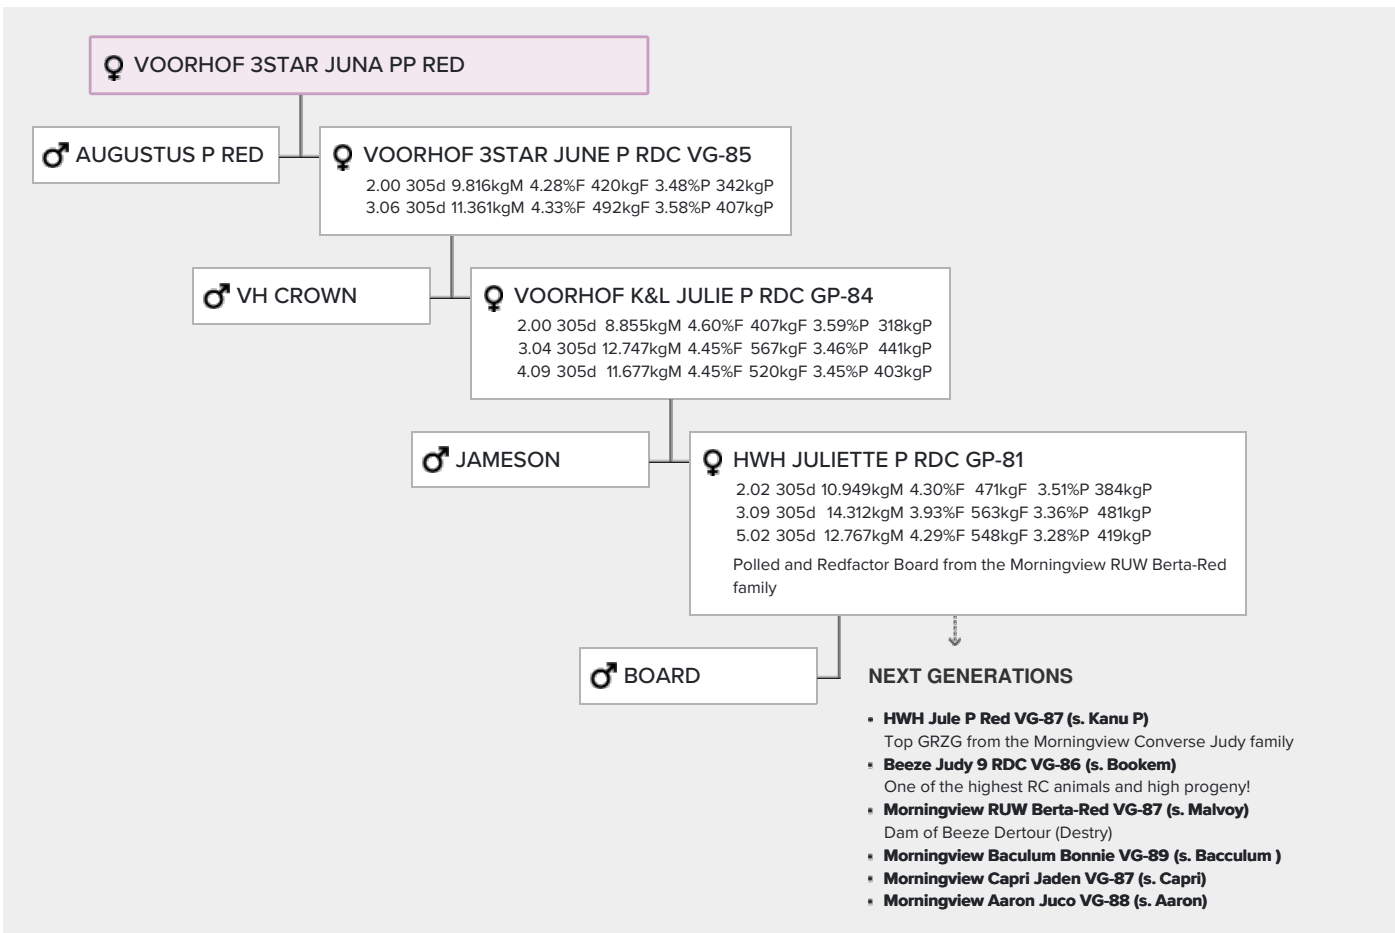 VOORHOF 3STAR JUNA PP RED
AUGUSTUS P RED
VOORHOF 3STAR JUNE P RDC VG-85
2.00 305d 9.816kgM 4.28%F 420kgF 3.48%P 342kgP
3.06 305d 11.361kgM 4.33%F 492kgF 3.58%P 407kgP
VH CROWN
VOORHOF K&L JULIE P RDC GP-84
2.00 305d 8.855kgM 4.60%F 407kgF 3.59%P 318kgP
3.04 305d 12.747kgM 4.45%F 567kgF 3.46%P 441kgP
4.09 305d 11.677kgM 4.45%F 520kgF 3.45%P 403kgP
JAMESON
HWH JULIETTE P RDC GP-81
2.02 305d 10.949kgM 4.30%F 471kgF 3.51%P 384kgP
3.09 305d 14.312kgM 3.93%F 563kgF 3.36%P 481kgP
5.02 305d 12.767kgM 4.29%F 548kgF 3.28%P 419kgP
Polled and Redfactor Board from the Morningview RUW Berta-Red
family
BOARD
NEXT GENERATIONS
HWH Jule P Red VG-87 (s. Kanu P)
Top GRZG from the Morningview Converse Judy family
Beeze Judy 9 RDC VG-86 (s. Bookem)
One of the highest RC animals and high progeny!
Morningview RUW Berta-Red VG-87 (s. Malvoy)
Dam of Beeze Dertour (Destry)
Morningview Baculum Bonnie VG-89 (s. Bacculum )
Morningview Capri Jaden VG-87 (s. Capri)
Morningview Aaron Juco VG-88 (s. Aaron)